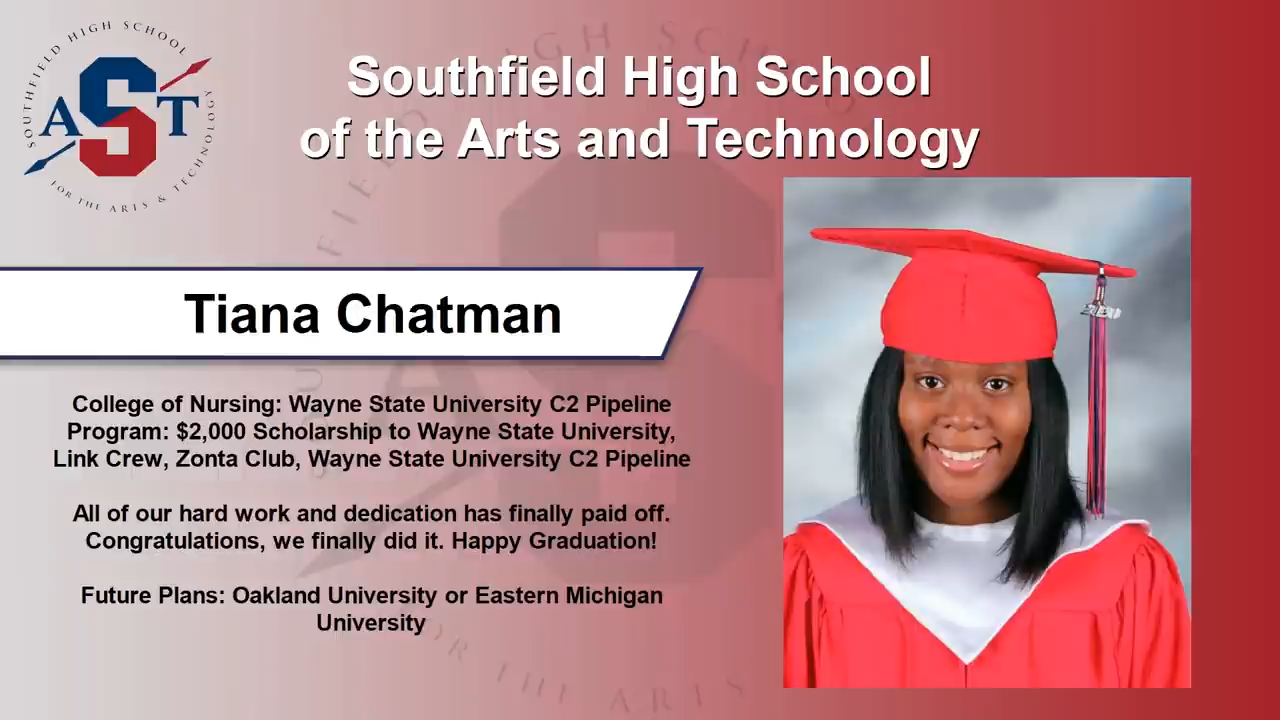 SOUTHFIELD HIGH SCHOOL
AST
FOR THE ARTS & TECHNOLOGY
Southfield High School
of the Arts and Technology
Tiana Chatman
College of Nursing: Wayne State University C2 Pipeline
Program: $2,000 Scholarship to Wayne State University,
Link Crew, Zonta Club, Wayne State University C2 Pipeline
All of our hard work and dedication has finally paid off.
Congratulations, we finally did it. Happy Graduation!
Future Plans: Oakland University or Eastern Michigan
University